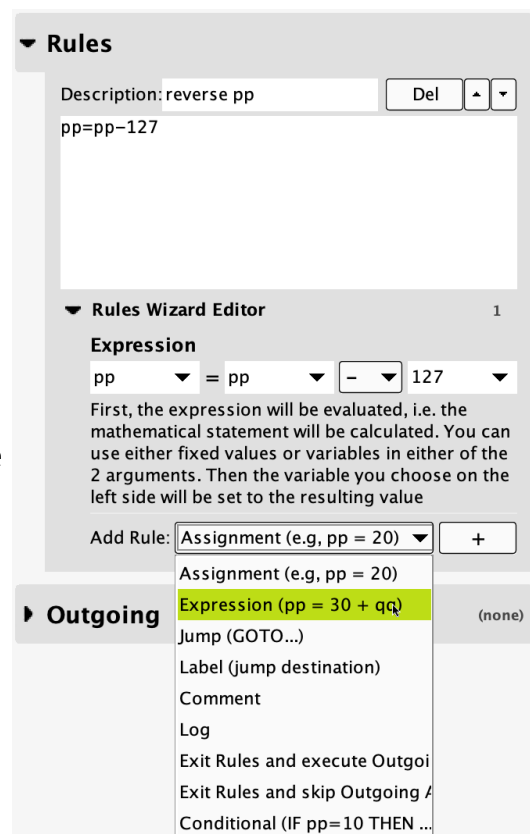 Rules
Description: reverse pp Del
pp=pp-127
Rules Wizard Editor 1
Expression
pp = pp - 127
First, the expression will be evaluated, i.e. the
mathematical statement will be calculated. You can
use either fixed values or variables in either of the
2 arguments. Then the variable you choose on the
left side will be set to the resulting value
Add Rule: Assignment (e.g, pp = 20) +
Assignment (e.g, pp = 20)
Expression (pp = 30 + qq)
Jump (GOTO...)
Outgoing (none)
Label (jump destination)
Comment
Log
Exit Rules and execute Outgoi
Exit Rules and skip Outgoing
Conditional (IF pp=10 THEN ...